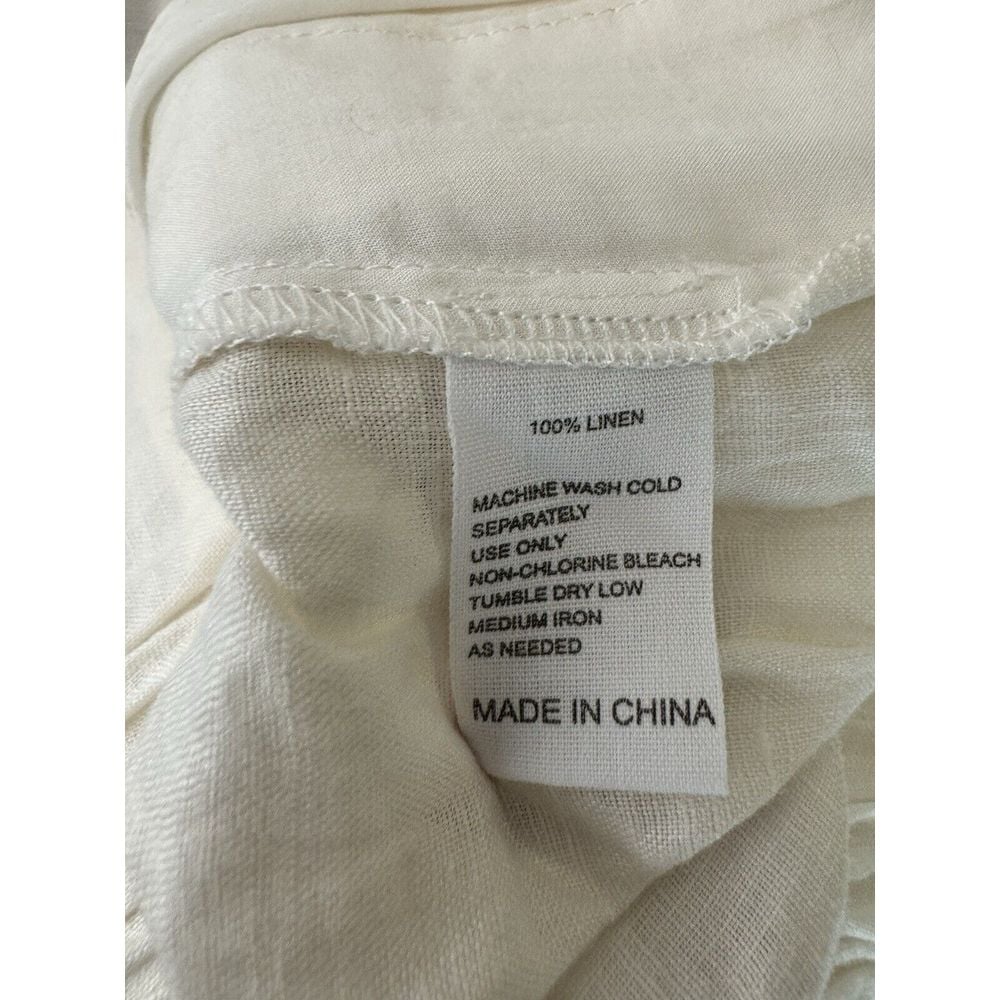 100% LINEN
MACHINE WASH COLD
SEPARATELY
USE ONLY
NON-CHLORINE BLEACH
TUMBLE DRY LOW
MEDIUM IRON
AS NEEDED
MADE IN CHINA